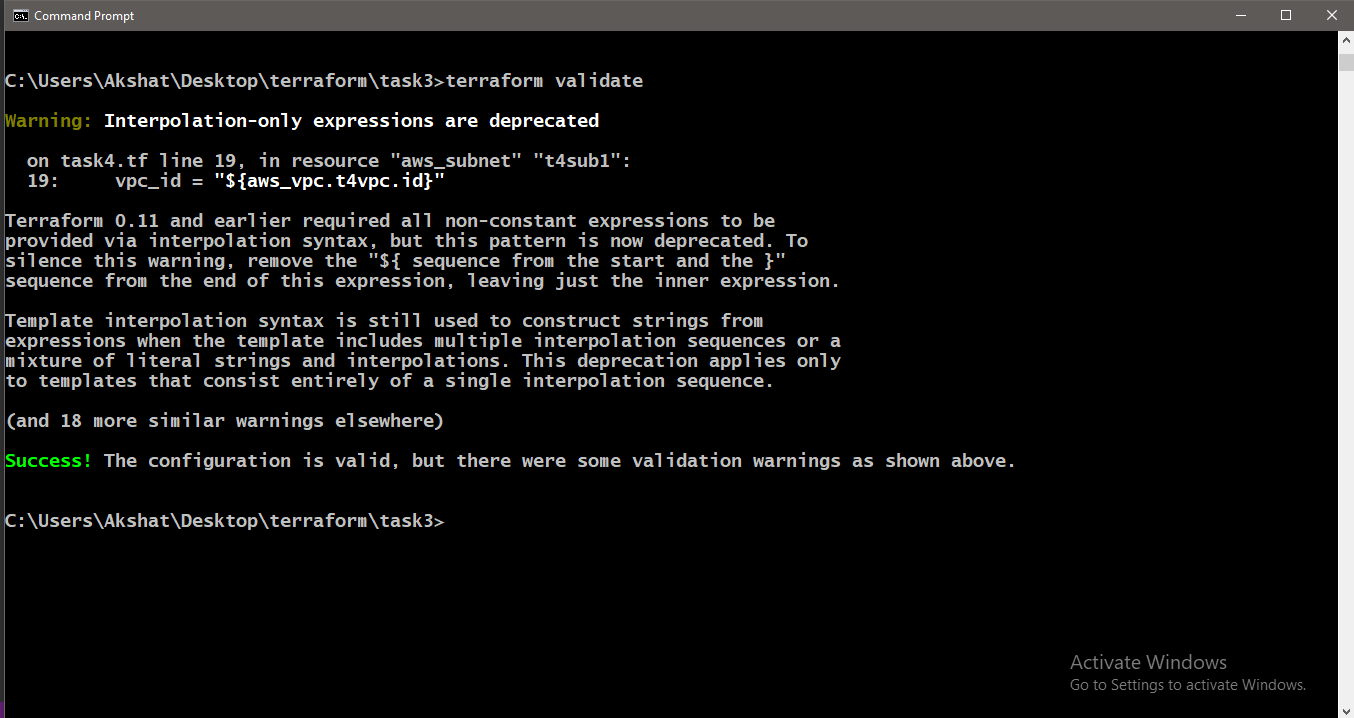 Command Prompt
C:\Users\Akshat\Desktop\terraform\task3>terraform validate
Warning: Interpolation-only expressions are deprecated
on task4.tf line 19, in resource "aws_subnet" "t4sub1":
19:     vpc_id = "${aws_vpc.t4vpc.id}"
Terraform 0.11 and earlier required all non-constant expressions to be
provided via interpolation syntax, but this pattern is now deprecated. To
silence this warning, remove the "${ sequence from the start and the }"
sequence from the end of this expression, leaving just the inner expression.
Template interpolation syntax is still used to construct strings from
expressions when the template includes multiple interpolation sequences or a
mixture of literal strings and interpolations. This deprecation applies only
to templates that consist entirely of a single interpolation sequence.
(and 18 more similar warnings elsewhere)
Success! The configuration is valid, but there were some validation warnings as shown above.
C:\Users\Akshat\Desktop\terraform\task3>
Activate Windows
Go to Settings to activate Windows.